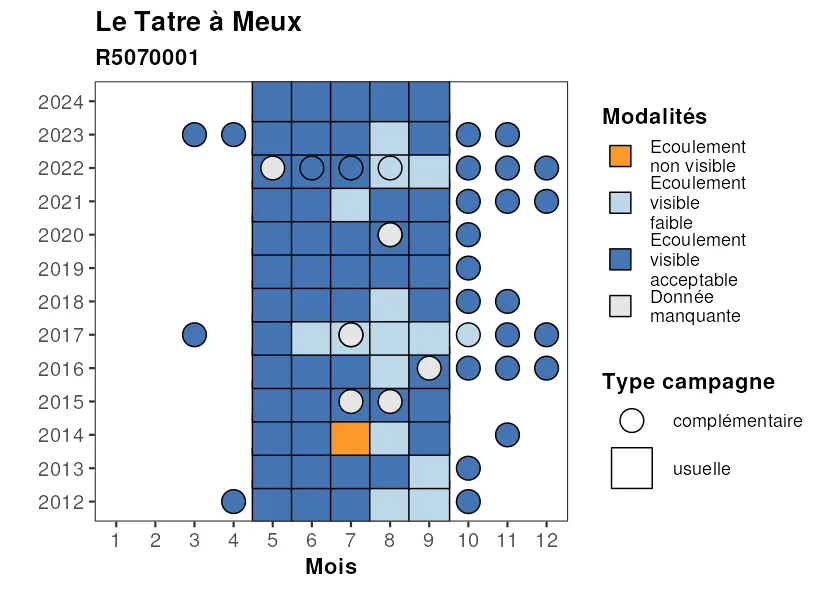 Le Tatre à Meux
R5070001
2024
2023
2022
2021
2020
2019
2018
2017
2016
2015
2014
2013
2012
1 2 3 4 5 6 7 8 9 10 11 12
Mois
Modalités
Ecoulement
non visible
Ecoulement
visible
faible
Ecoulement
visible
acceptable
Donnée
manquante
Type campagne
complémentaire
usuelle